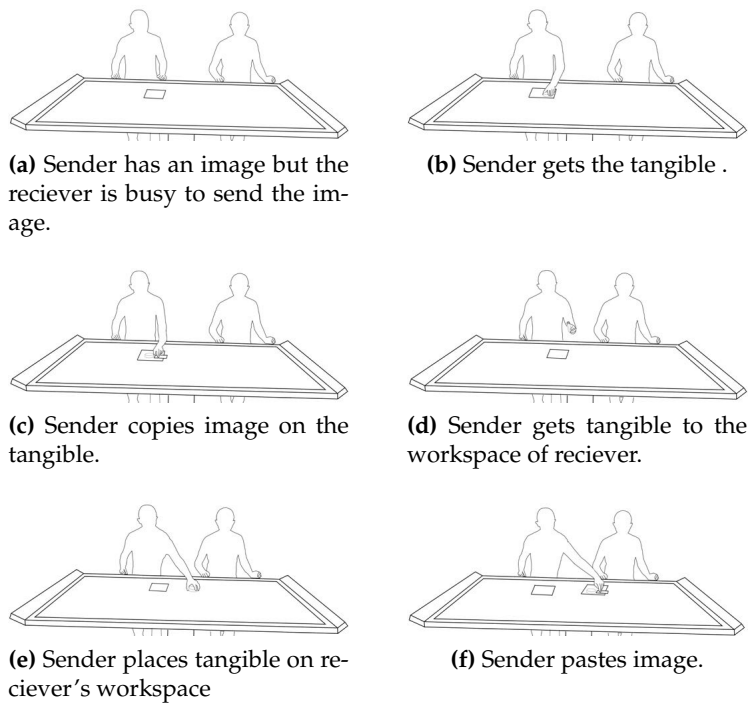 (a) Sender has an image but the
reciever is busy to send the im-
age.
(b) Sender gets the tangible .
(c) Sender copies image on the
tangible.
(d) Sender gets tangible to the
workspace of reciever.
(e) Sender places tangible on re-
ciever's workspace
(f) Sender pastes image.